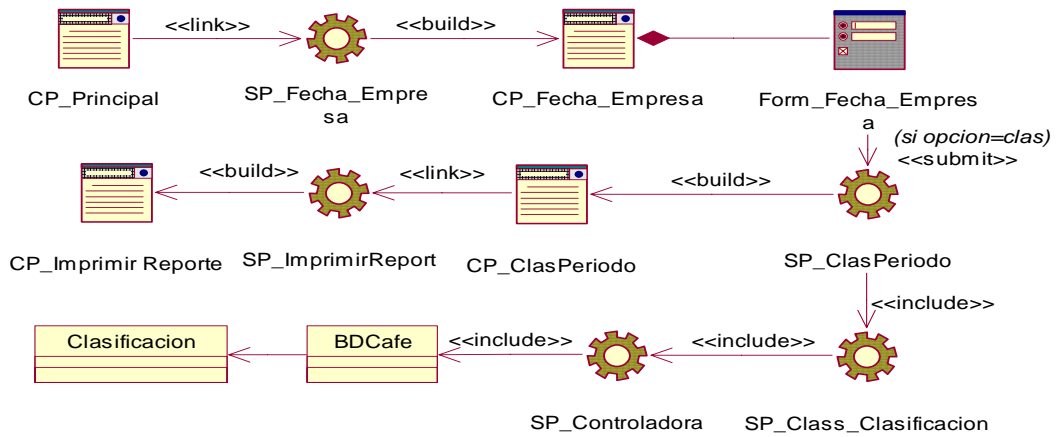 <<link>>
<<build>>
CP_Principal
SP_Fecha_Empre
sa
CP_Fecha_Empresa
Form_Fecha_Empres
a
(si opcion=clas)
<<submit>>
<<build>>
<<link>>
<<build>>
CP_Imprimir Reporte
SP_ImprimirReport
CP_ClasPeriodo
SP_ClasPeriodo
<<include>>
Clasificacion
BDCafe
<<include>>
<<include>>
SP_Controladora
SP_Class_Clasificacion